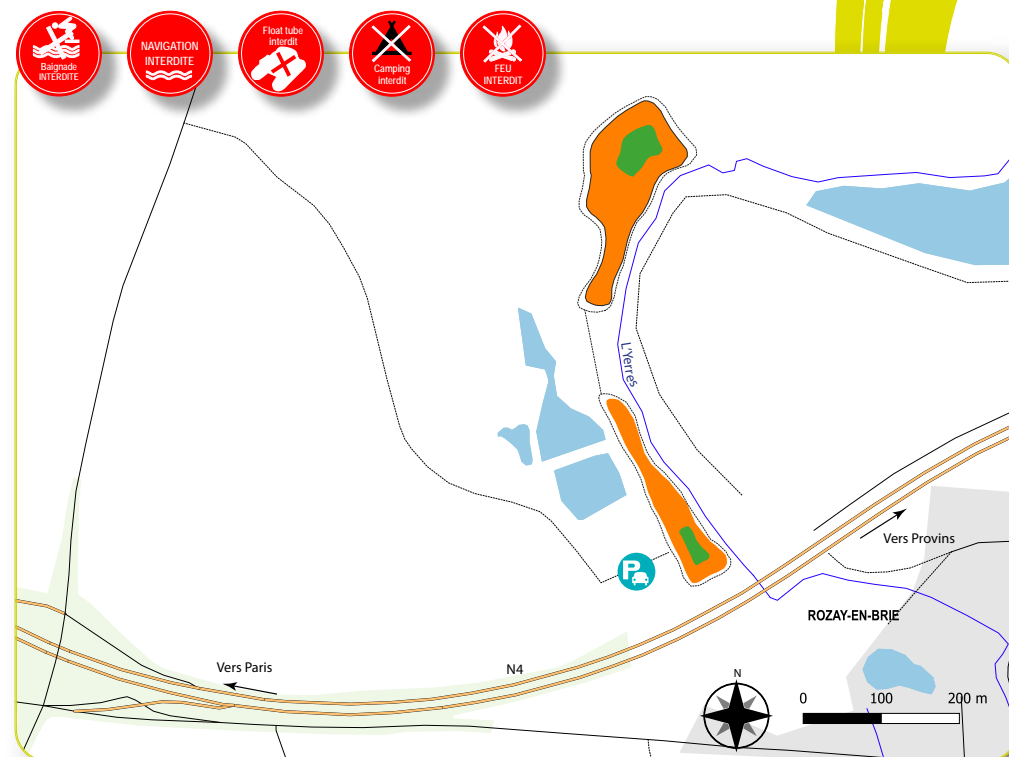 Baignade
INTERDITE
NAVIGATION
INTERDITE
Float tube
interdit
Camping
interdit
FEU
INTERDIT
L'Yerres
P
Vers Provins
ROZAY-EN-BRIE
Vers Paris
N4
N
0 100 200 m